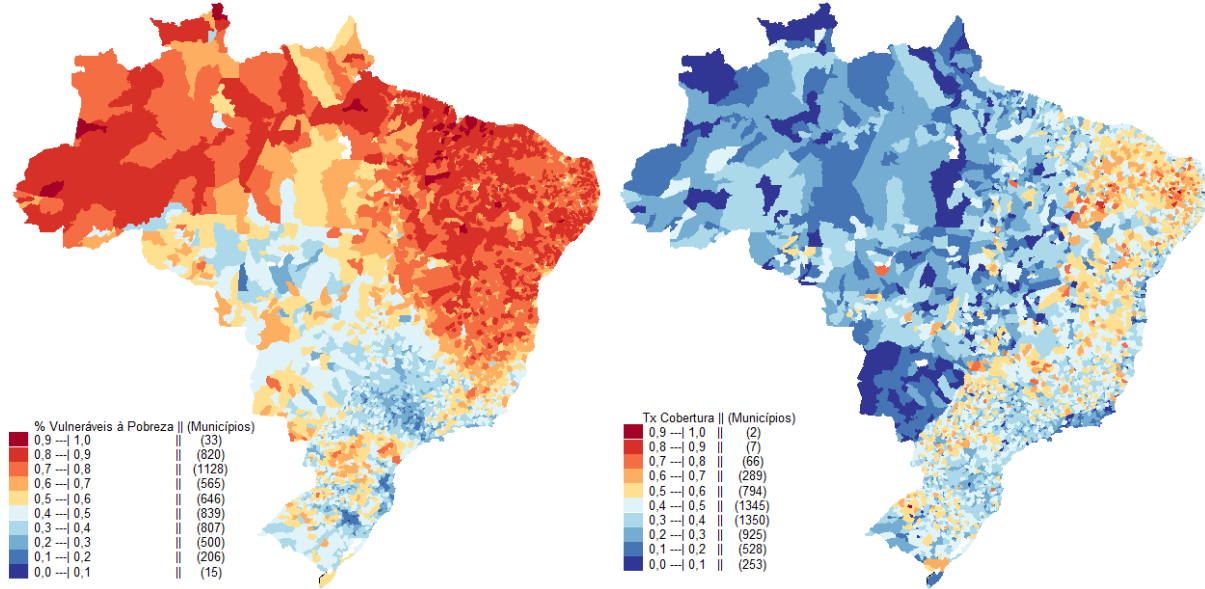 % Vulneráveis à Pobreza || (Municípios)
0,9 ---| 1,0 || (33)
0,8 ---| 0,9 || (820)
0,7 ---| 0,8 || (1128)
0,6 ---| 0,7 || (565)
0,5 ---| 0,6 || (646)
0,4 ---| 0,5 || (839)
0,3 ---| 0,4 || (807)
0,2 ---| 0,3 || (500)
0,1 ---| 0,2 || (206)
0,0 ---| 0,1 || (15)
Tx Cobertura || (Municípios)
0,9 ---| 1,0 || (2)
0,8 ---| 0,9 || (7)
0,7 ---| 0,8 || (66)
0,6 ---| 0,7 || (289)
0,5 ---| 0,6 || (794)
0,4 ---| 0,5 || (1345)
0,3 ---| 0,4 || (1350)
0,2 ---| 0,3 || (925)
0,1 ---| 0,2 || (528)
0,0 ---| 0,1 || (253)